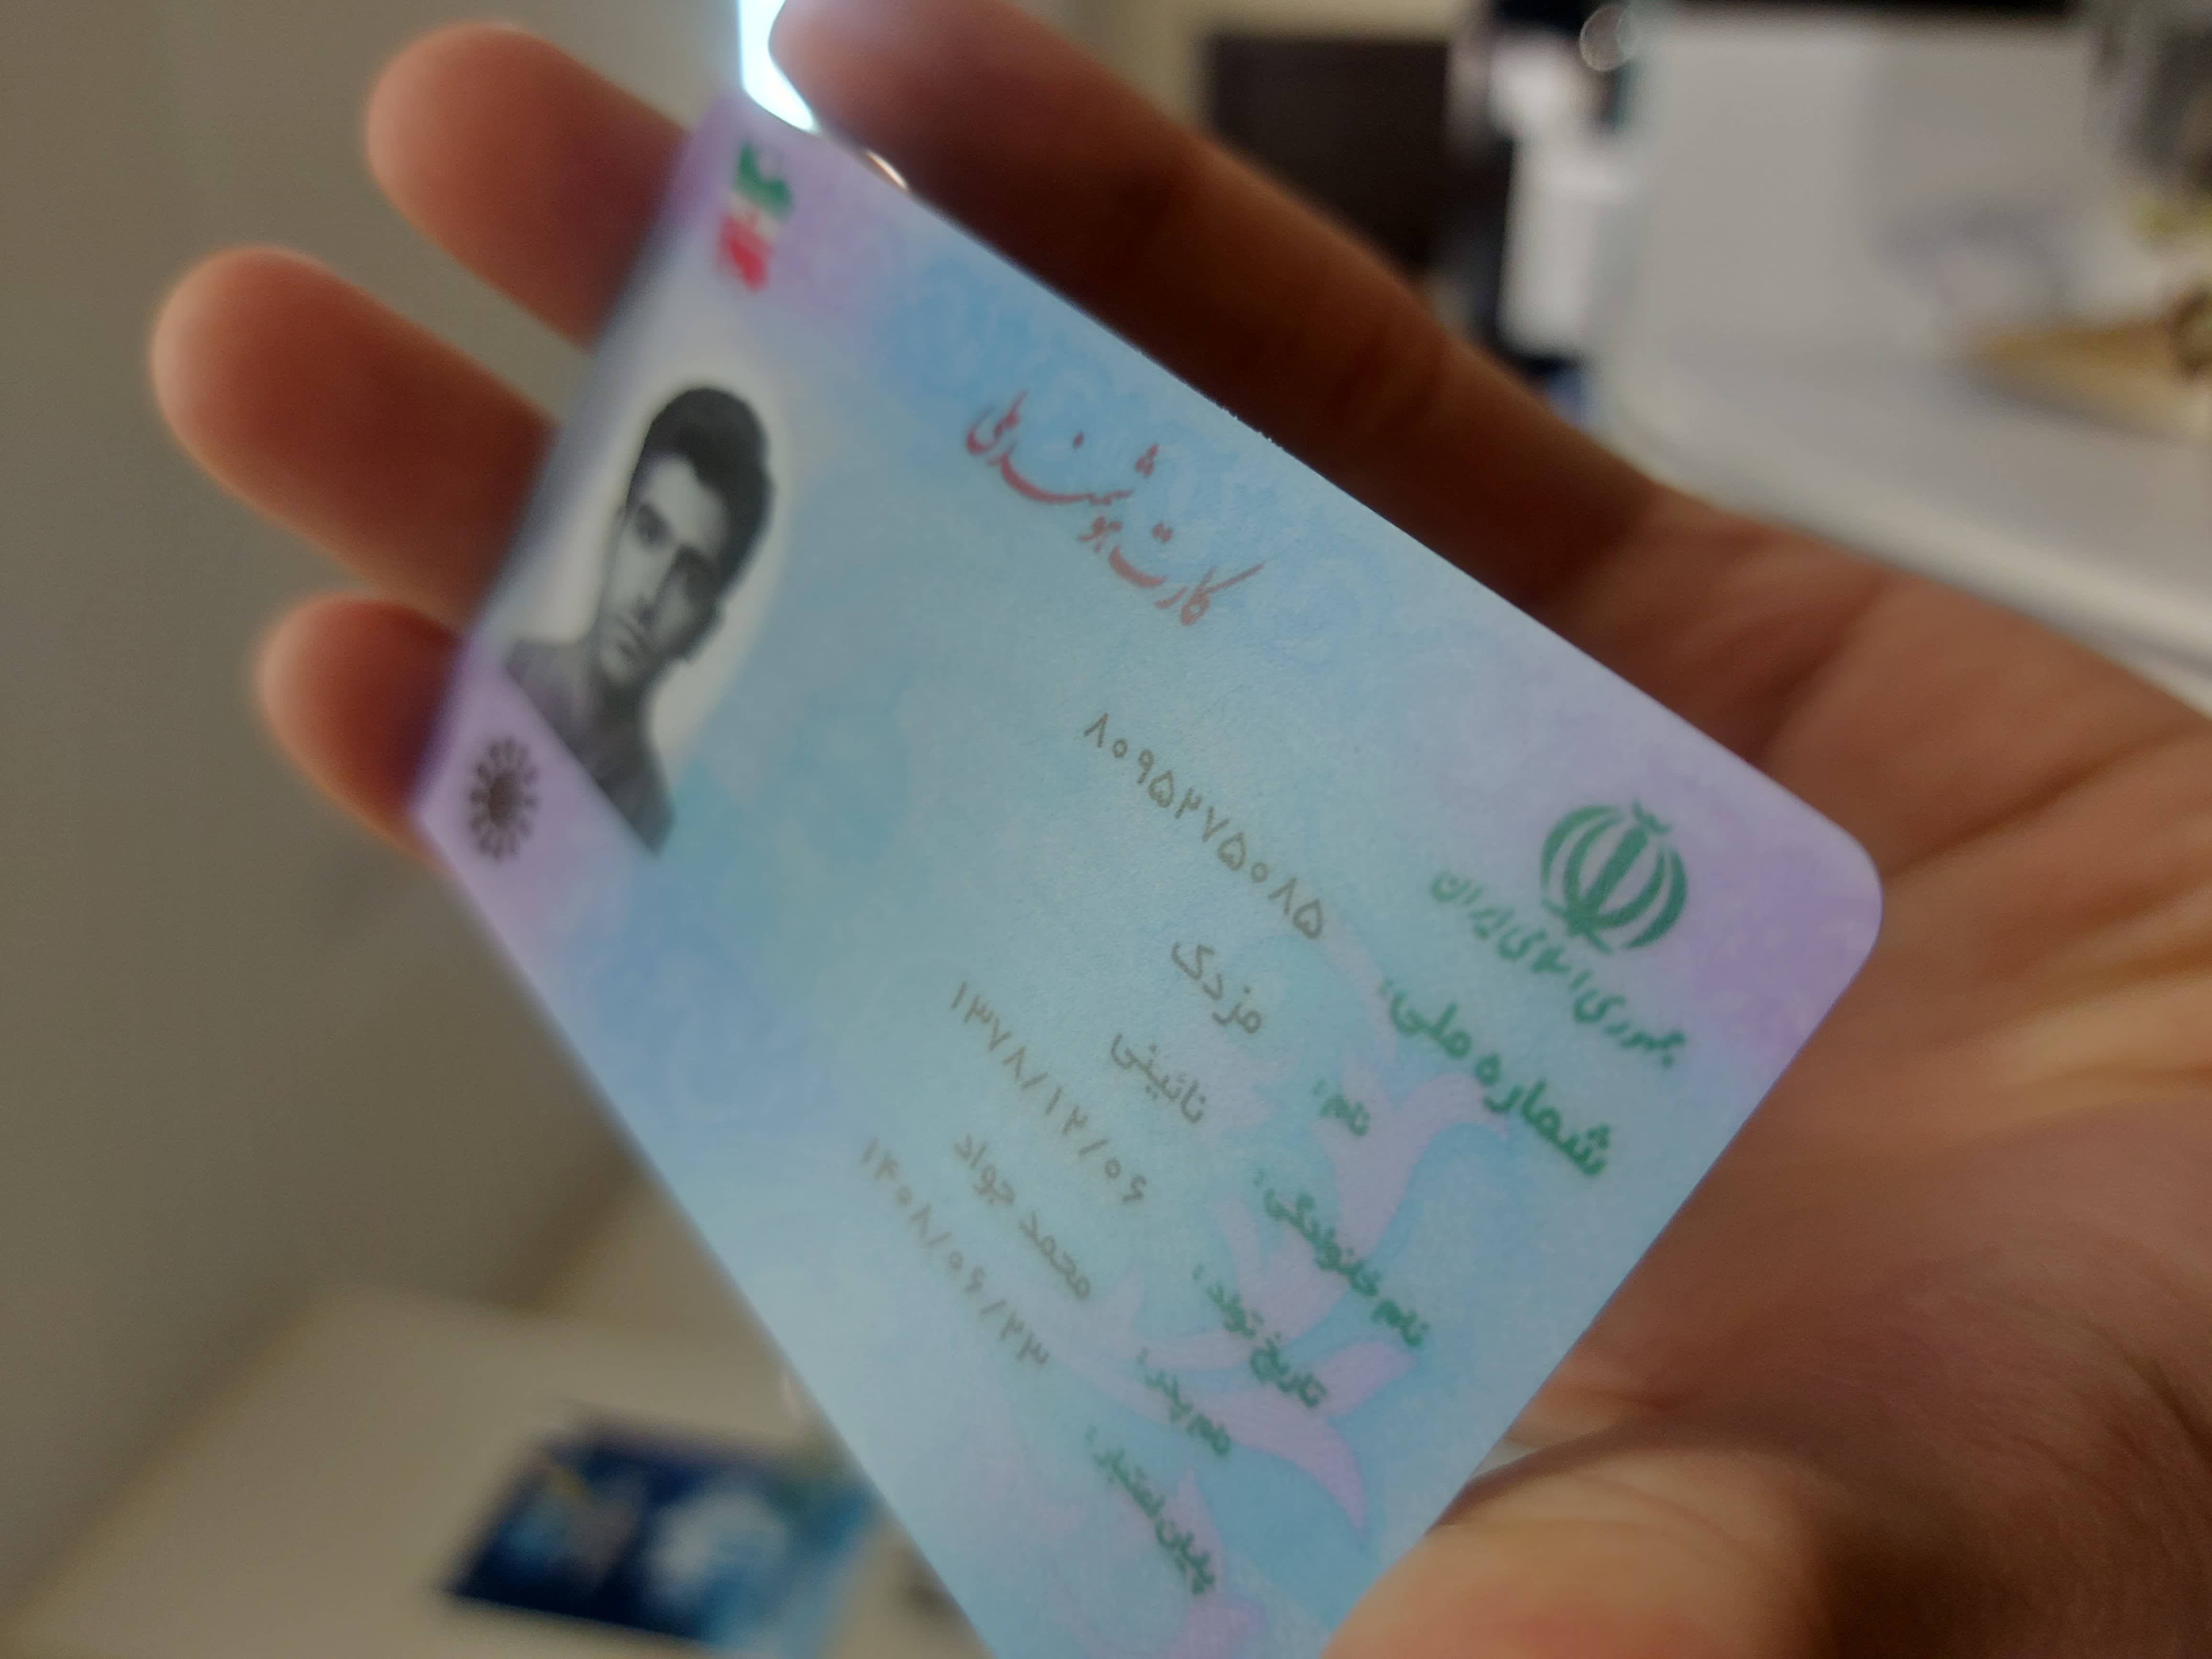 جمهوری اسلامی ایران
کارت هوشمند ملی
شماره ملی: ۸۰۹۵۲۷۵۰۸۵
نام: مزدک
نام خانوادگی: نائینی
تاریخ تولد: ۱۳۷۸/۱۲/۰۶
نام پدر: محمد جواد
پایان اعتبار: ۱۴۰۸/۰۶/۲۳